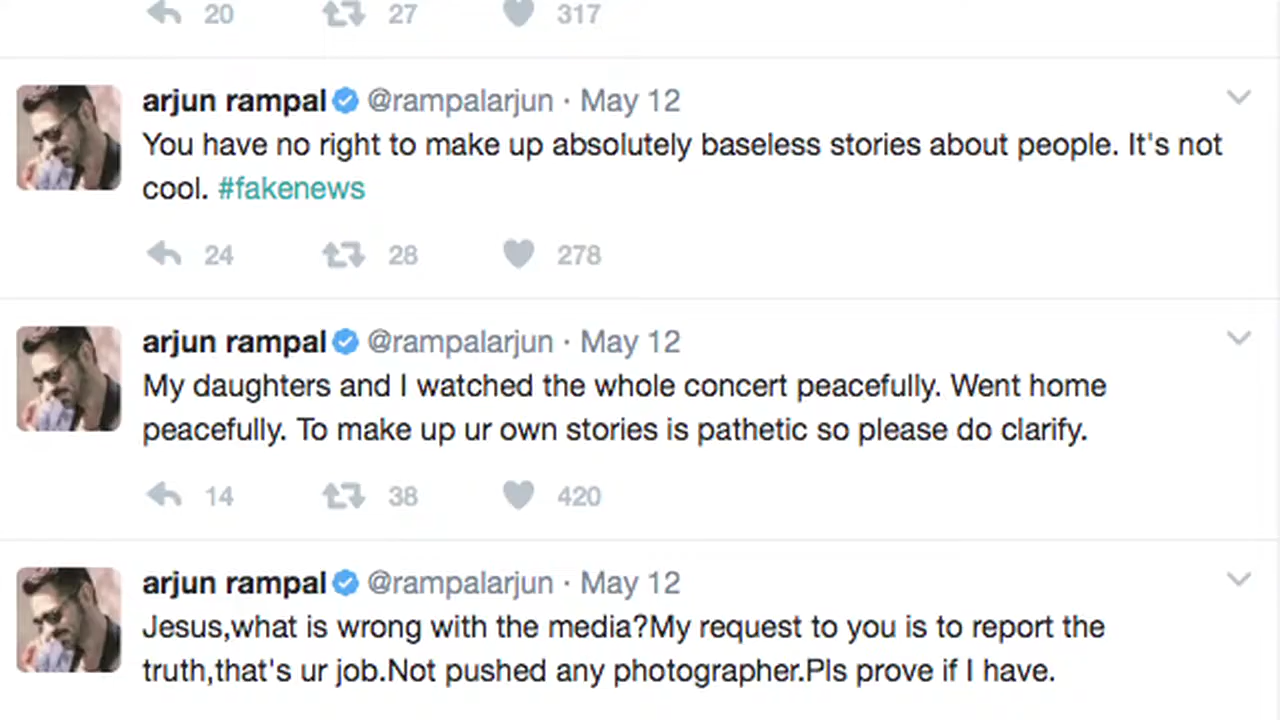 20 27 317
arjun rampal @rampalarjun · May 12
You have no right to make up absolutely baseless stories about people. It's not
cool. #fakenews
24 28 278
arjun rampal @rampalarjun · May 12
My daughters and I watched the whole concert peacefully. Went home
peacefully. To make up ur own stories is pathetic so please do clarify.
14 38 420
arjun rampal @rampalarjun · May 12
Jesus,what is wrong with the media?My request to you is to report the
truth,that's ur job.Not pushed any photographer.Pls prove if I have.